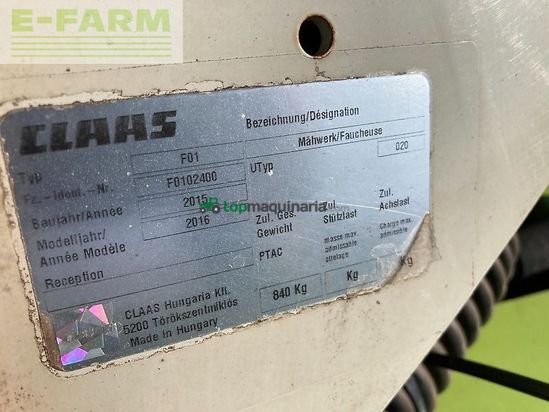 E-FARM
CLAAS
Bezeichnung/Désignation
Mähwerk/Faucheuse
Typ F01 UTyp 020
Fz.-Ident.-Nr. F0102400
Baujahr/Année 2015
Modelljahr/
Année Modèle 2016
Reception
Zul. Ges.
Gewicht
PTAC
840 Kg
Zul.
Stützlast
masse max.
admissable
attelage
Kg
Zul.
Achslast
Charge max.
admissible
Kg
topmaquinaria.com
CLAAS Hungaria Kft.
5200 Törökszentmiklós
Made in Hungary